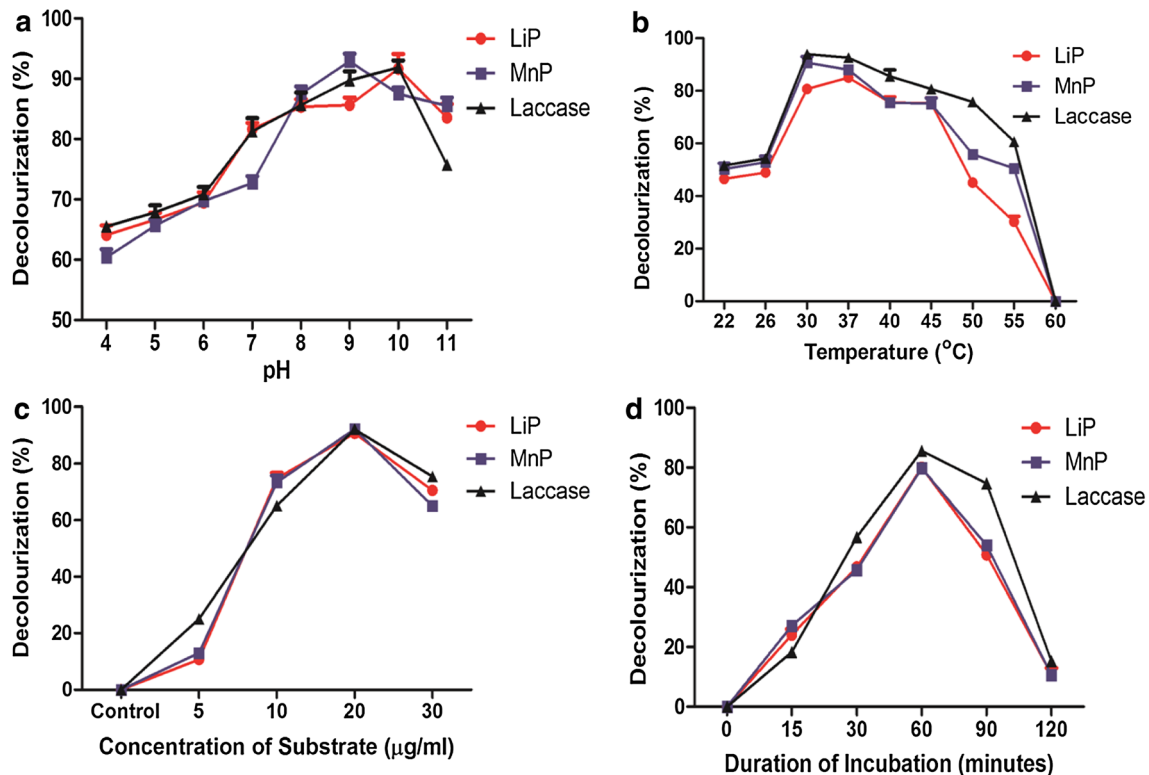 a
100
90
80
70
60
50
Decolourization (%)
4 5 6 7 8 9 10 11
pH
LiP
MnP
Laccase
b
100
80
60
40
20
0
Decolourization (%)
22 26 30 37 40 45 50 55 60
Temperature (°C)
LiP
MnP
Laccase
c
100
80
60
40
20
0
Decolourization (%)
Control 5 10 20 30
Concentration of Substrate (μg/ml)
LiP
MnP
Laccase
d
100
80
60
40
20
0
Decolourization (%)
0 15 30 60 90 120
Duration of Incubation (minutes)
LiP
MnP
Laccase